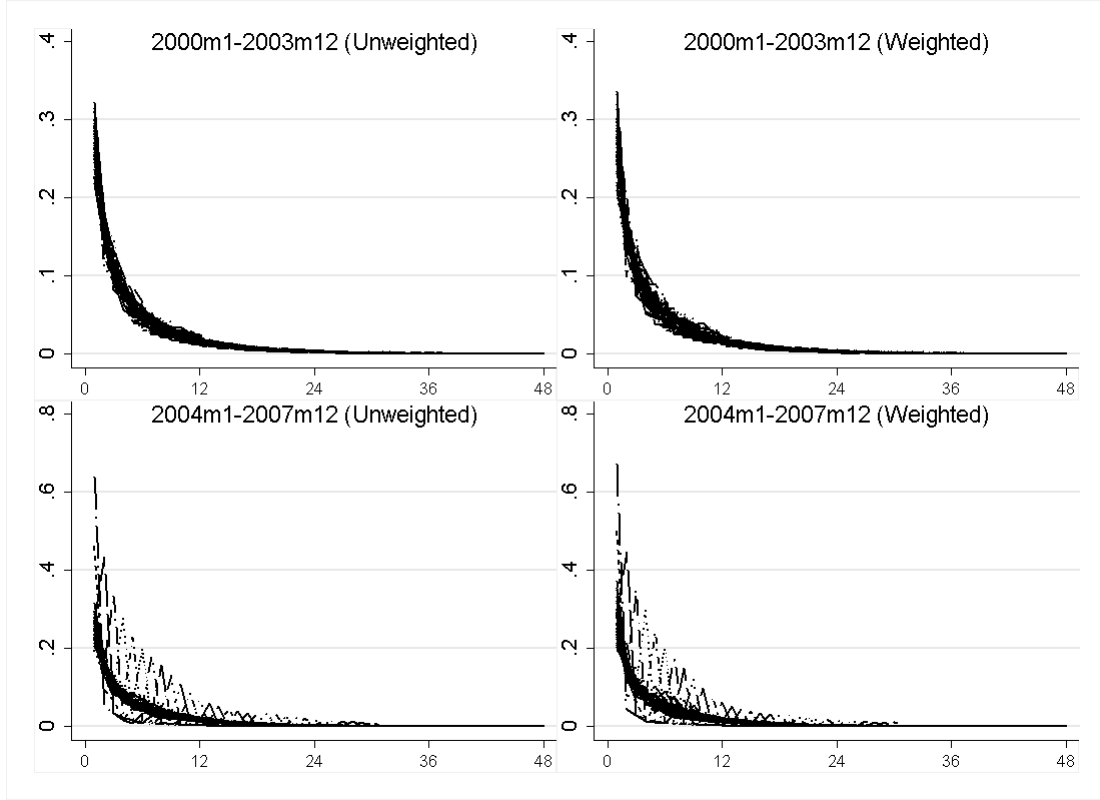 2000m1-2003m12 (Unweighted)
.4
.3
.2
.1
0
0 12 24 36 48
2000m1-2003m12 (Weighted)
.4
.3
.2
.1
0
0 12 24 36 48
2004m1-2007m12 (Unweighted)
.8
.6
.4
.2
0
0 12 24 36 48
2004m1-2007m12 (Weighted)
.8
.6
.4
.2
0
0 12 24 36 48